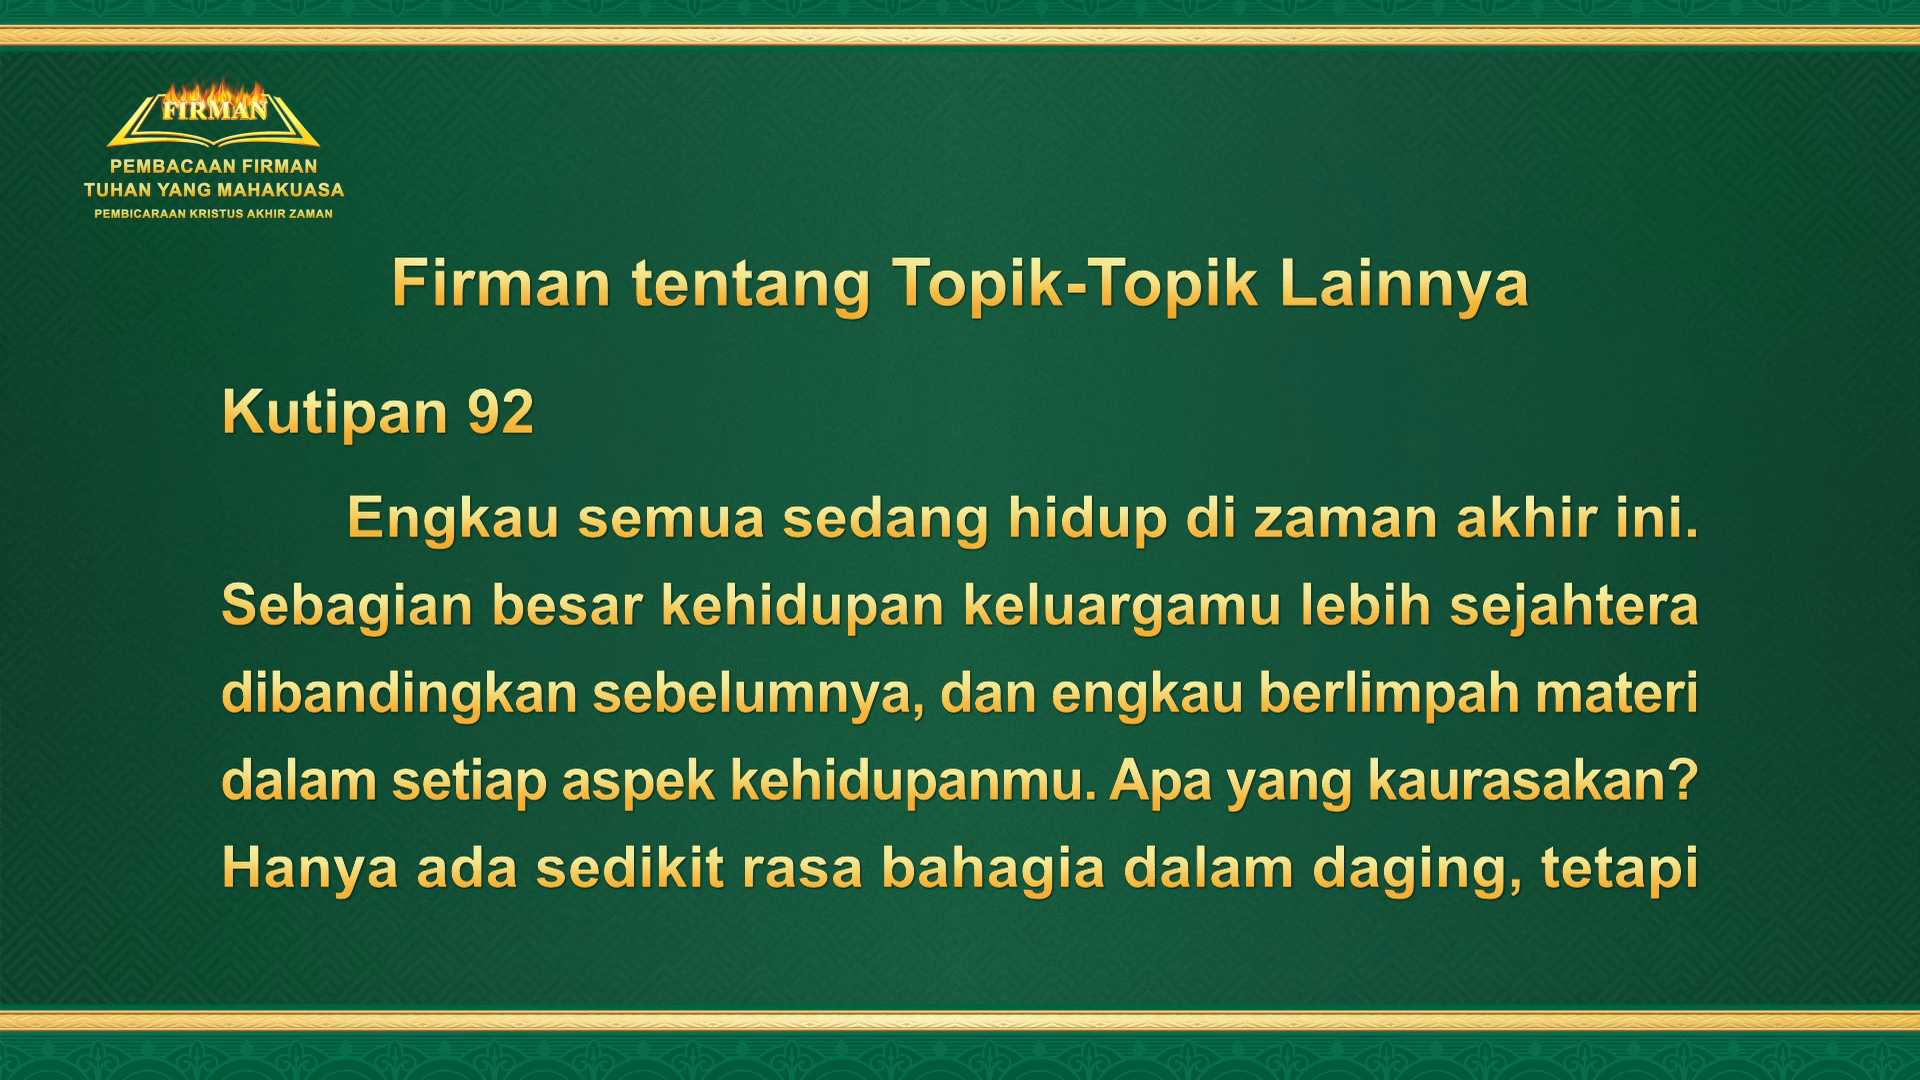 FIRMAN
PEMBACAAN FIRMAN
TUHAN YANG MAHAKUASA
PEMBICARAAN KRISTUS AKHIR ZAMAN
Firman tentang Topik-Topik Lainnya
Kutipan 92
Engkau semua sedang hidup di zaman akhir ini.
Sebagian besar kehidupan keluargamu lebih sejahtera
dibandingkan sebelumnya, dan engkau berlimpah materi
dalam setiap aspek kehidupanmu. Apa yang kaurasakan?
Hanya ada sedikit rasa bahagia dalam daging, tetapi